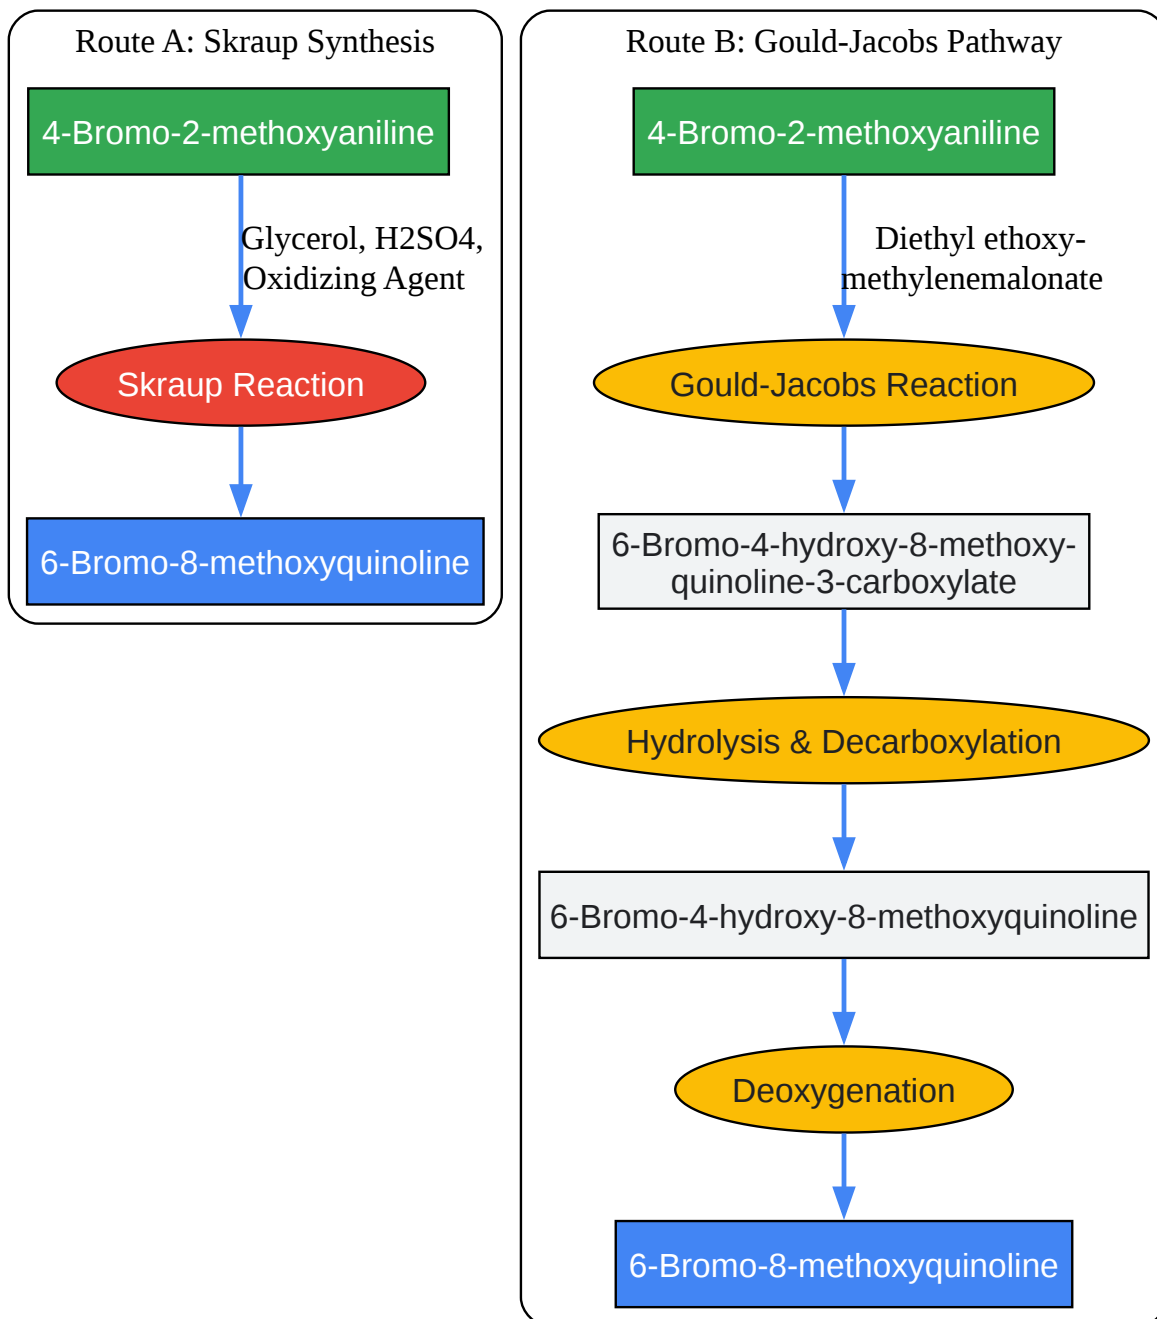 Route A: Skraup Synthesis
4-Bromo-2-methoxyaniline
Glycerol, H2SO4,
Oxidizing Agent
Skraup Reaction
6-Bromo-8-methoxyquinoline
Route B: Gould-Jacobs Pathway
4-Bromo-2-methoxyaniline
Diethyl ethoxy-
methylenemalonate
Gould-Jacobs Reaction
6-Bromo-4-hydroxy-8-methoxy-
quinoline-3-carboxylate
Hydrolysis & Decarboxylation
6-Bromo-4-hydroxy-8-methoxyquinoline
Deoxygenation
6-Bromo-8-methoxyquinoline